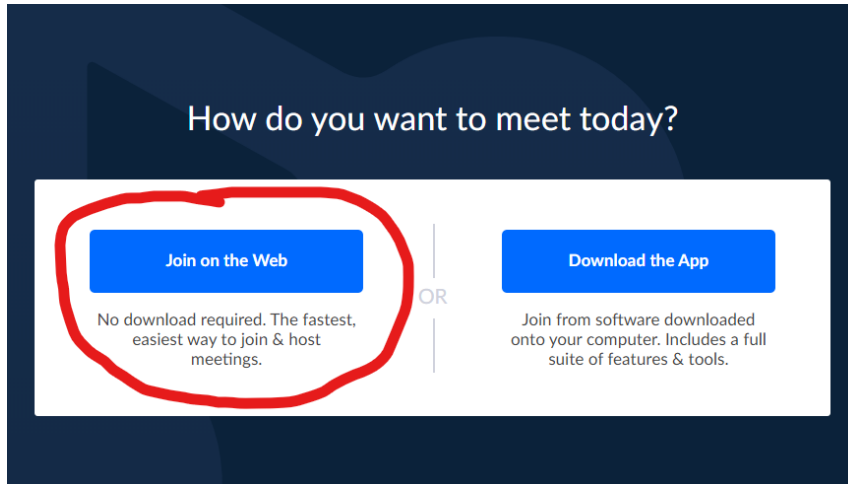 How do you want to meet today?
Join on the Web
No download required. The fastest,
easiest way to join & host
meetings.
OR
Download the App
Join from software downloaded
onto your computer. Includes a full
suite of features & tools.